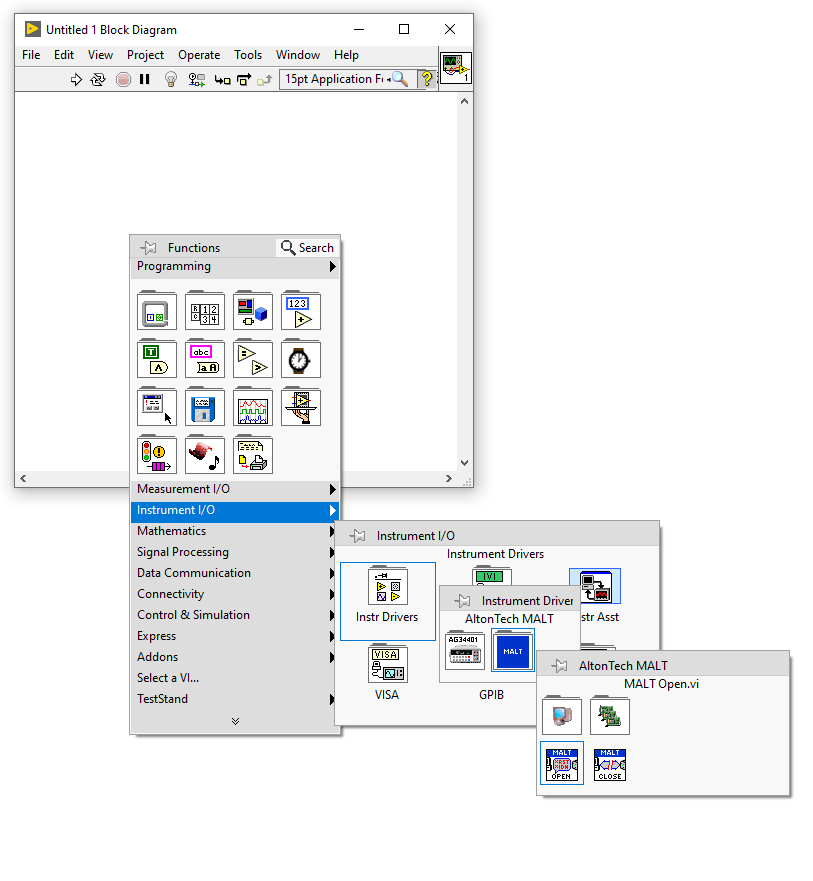 Untitled 1 Block Diagram
File Edit View Project Operate Tools Window Help
15pt Application Fo
?
1
Functions
Search
Programming
123
T
abc
A
a A
Measurement I/O
Instrument I/O
Mathematics
Signal Processing
Data Communication
Connectivity
Control & Simulation
Express
Addons
Select a VI...
TestStand
Instrument I/O
Instrument Drivers
IVI
Instr Drivers
str Asst
VISA
VISA
GPIB
Instrument Driver
AltonTech MALT
AG34401
MALT
AltonTech MALT
MALT Open.vi
MALT
OPEN
MALT
CLOSE